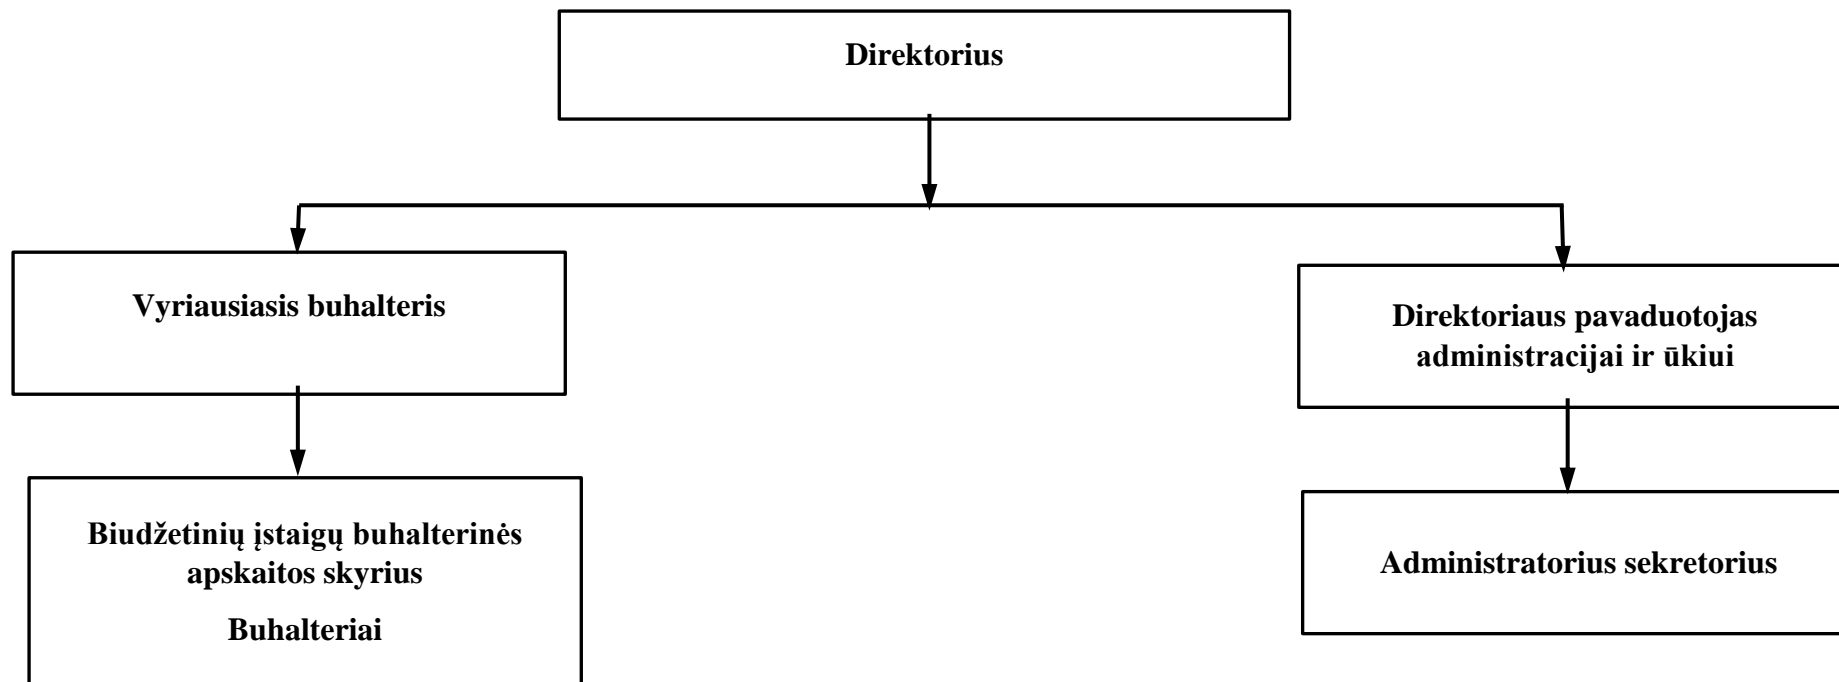 Direktorius
Vyriausiasis buhalteris
Direktoriaus pavaduotojas
administracijai ir ūkiui
Biudžetinių įstaigų buhalterinės
apskaitos skyrius
Buhalteriai
Administratorius sekretorius